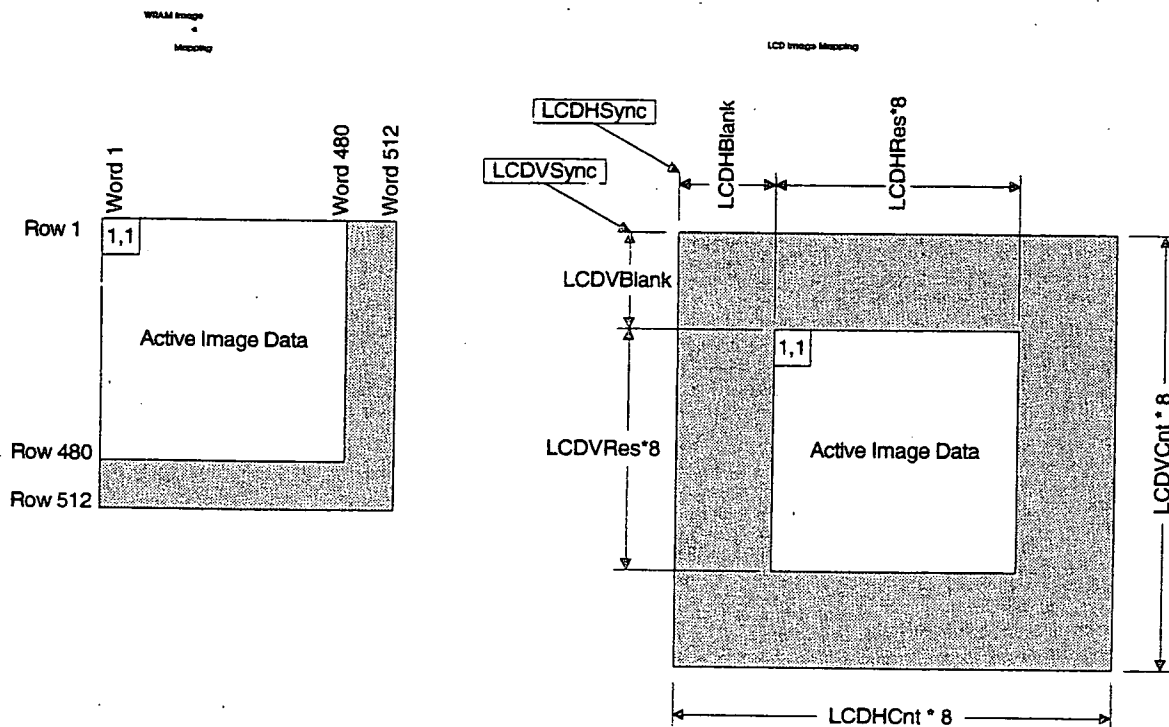 WRAM Image
Mapping
Word 1
Word 480
Word 512
Row 1
1,1
Active Image Data
Row 480
Row 512
LCD Image Mapping
LCDHSync
LCDVSync
LCDHBlank
LCDHRes*8
LCDVBlank
1,1
LCDVRes*8
Active Image Data
LCDVCnt * 8
LCDHCnt * 8